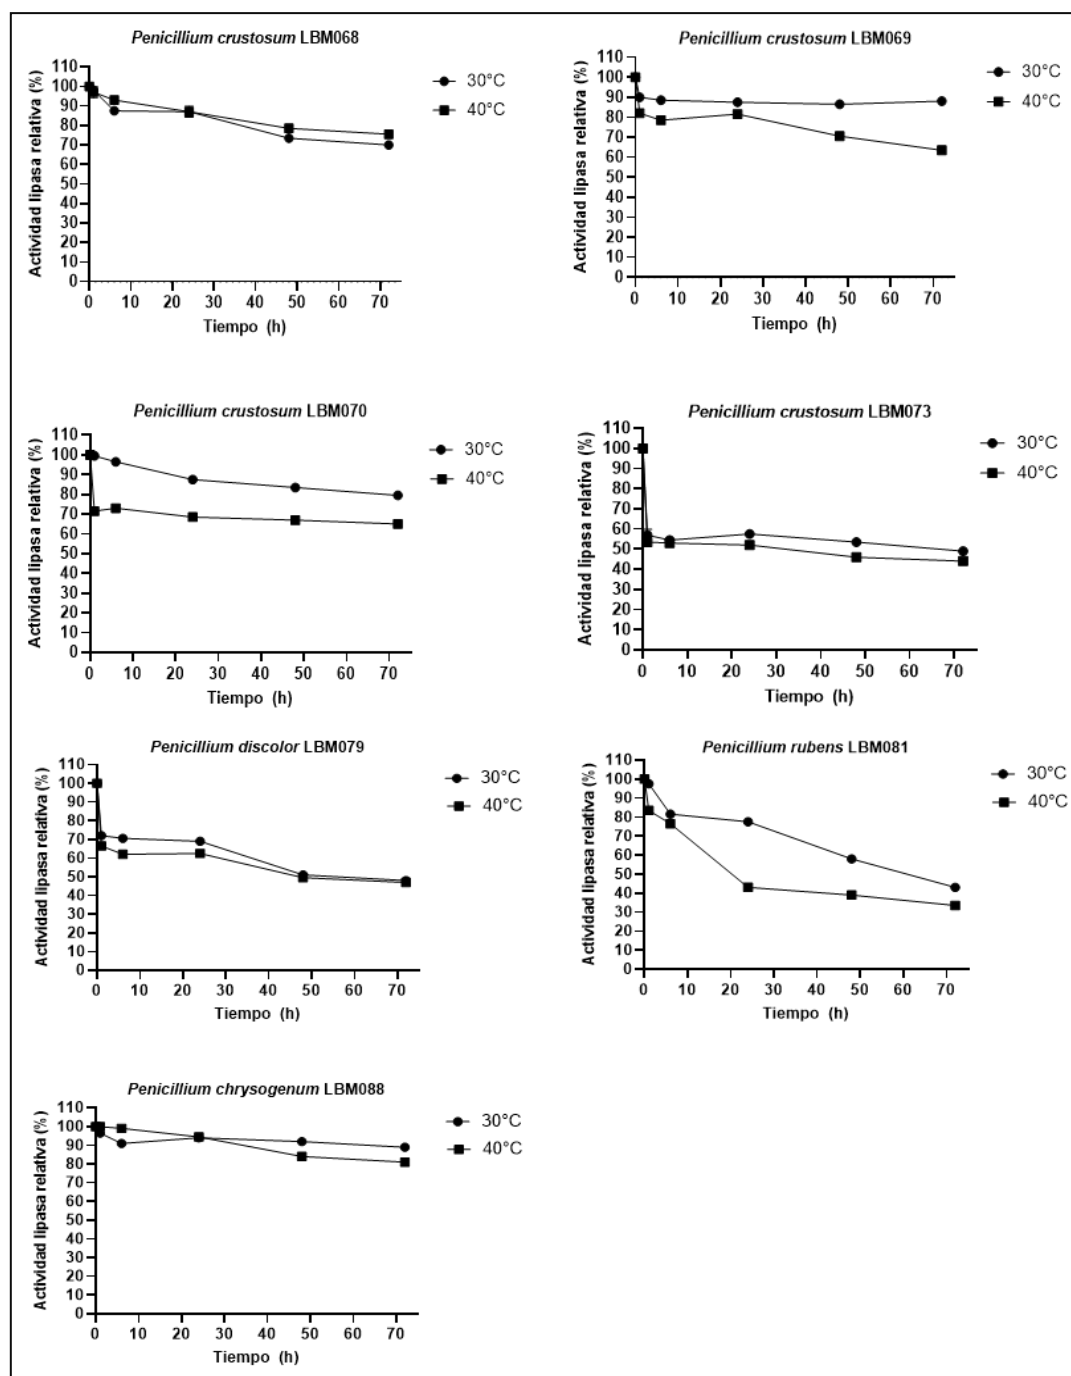 Penicillium crustosum LBM068
110
100
90
80
70
60
50
40
30
20
10
0
Actividad lipasa relativa (%)
0 10 20 30 40 50 60 70
Tiempo (h)
30°C
40°C
Penicillium crustosum LBM069
110
100
90
80
70
60
50
40
30
20
10
0
Actividad lipasa relativa (%)
0 10 20 30 40 50 60 70
Tiempo (h)
30°C
40°C
Penicillium crustosum LBM070
110
100
90
80
70
60
50
40
30
20
10
0
Actividad lipasa relativa (%)
0 10 20 30 40 50 60 70
Tiempo (h)
30°C
40°C
Penicillium crustosum LBM073
110
100
90
80
70
60
50
40
30
20
10
0
Actividad lipasa relativa (%)
0 10 20 30 40 50 60 70
Tiempo (h)
30°C
40°C
Penicillium discolor LBM079
110
100
90
80
70
60
50
40
30
20
10
0
Actividad lipasa relativa (%)
0 10 20 30 40 50 60 70
Tiempo (h)
30°C
40°C
Penicillium rubens LBM081
110
100
90
80
70
60
50
40
30
20
10
0
Actividad lipasa relativa (%)
0 10 20 30 40 50 60 70
Tiempo (h)
30°C
40°C
Penicillium chrysogenum LBM088
110
100
90
80
70
60
50
40
30
20
10
0
Actividad lipasa relativa (%)
0 10 20 30 40 50 60 70
Tiempo (h)
30°C
40°C